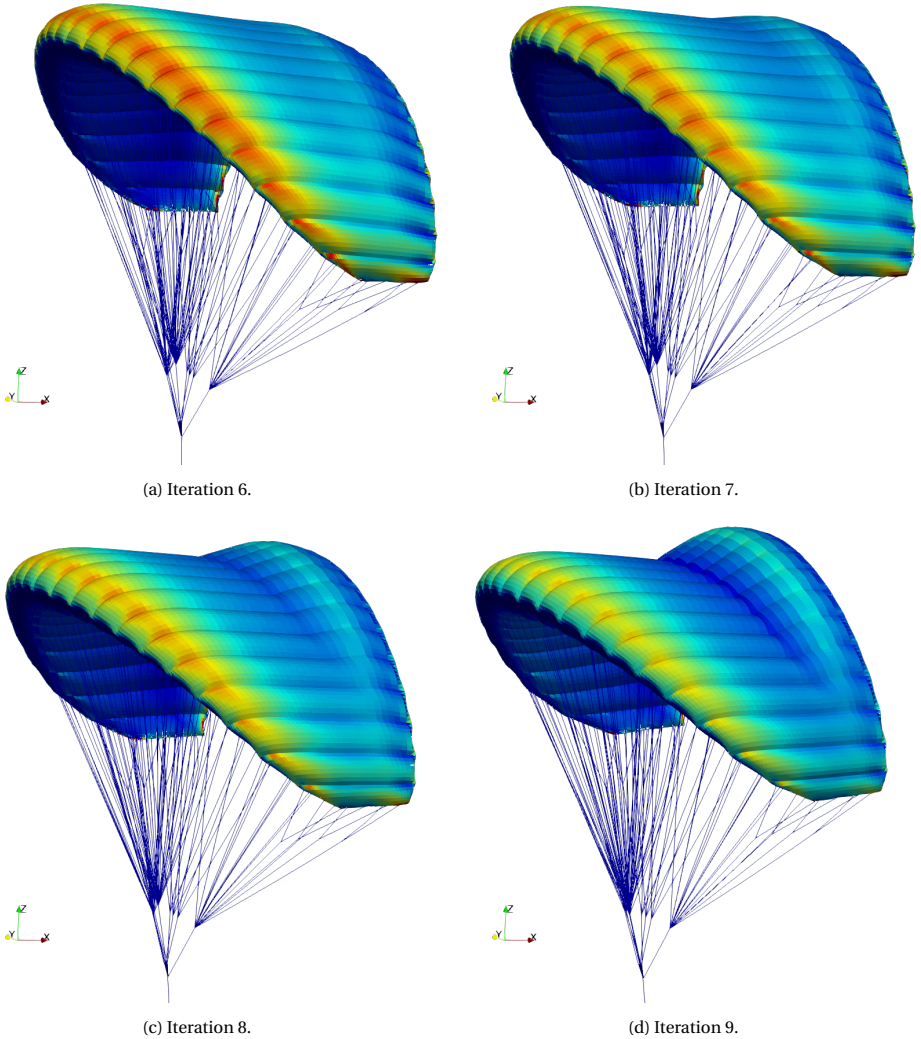 Z
Y X
Z
Y X
(a) Iteration 6.
(b) Iteration 7.
Z
Y X
Z
Y X
(c) Iteration 8.
(d) Iteration 9.